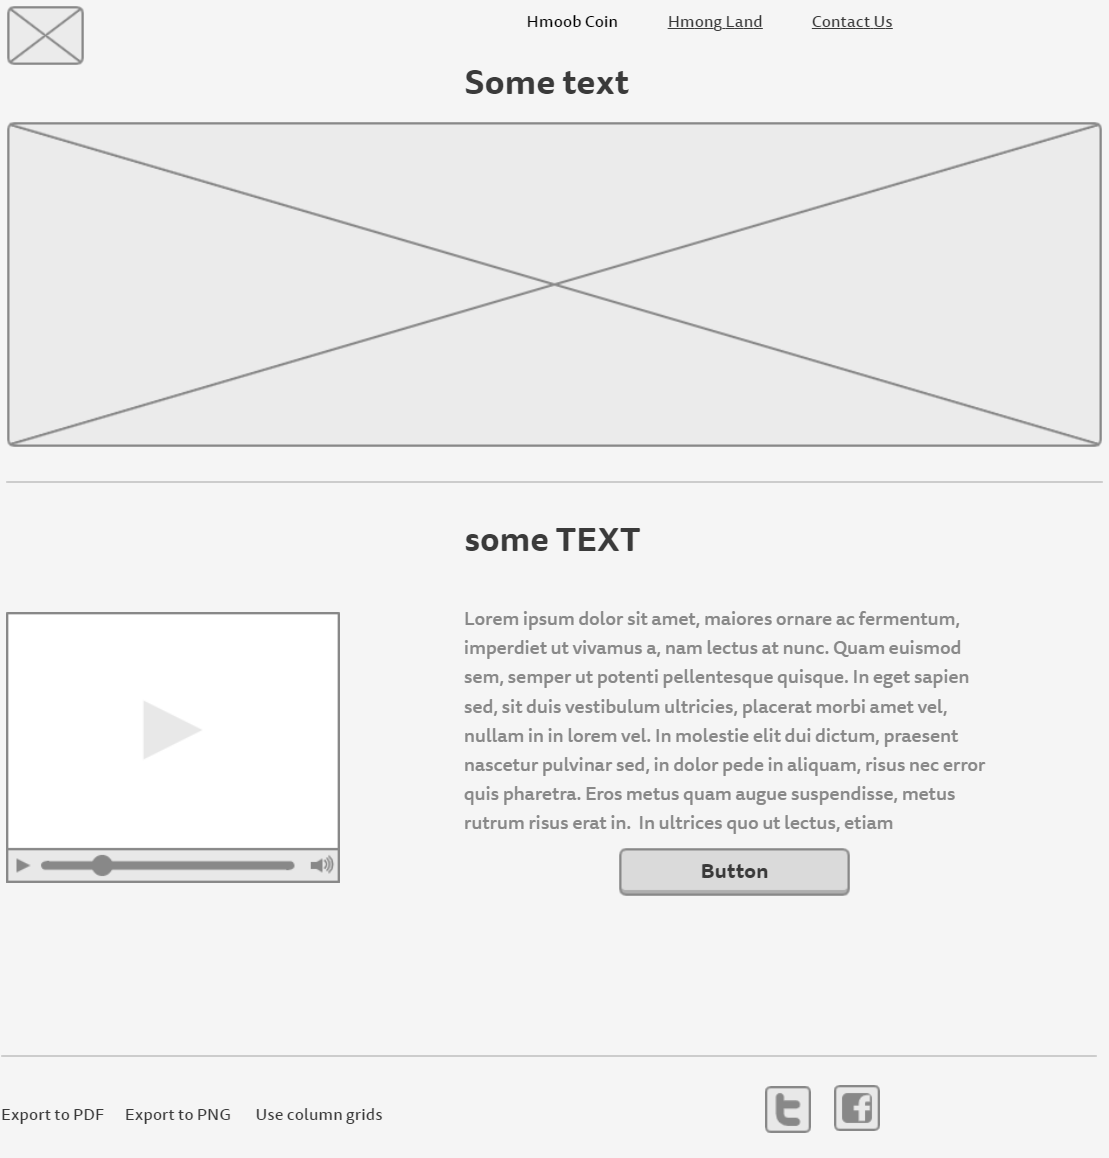 Hmoob Coin Hmong Land Contact Us
Some text
some TEXT
Lorem ipsum dolor sit amet, maiores ornare ac fermentum,
imperdiet ut vivamus a, nam lectus at nunc. Quam euismod
sem, semper ut potenti pellentesque quisque. In eget sapien
sed, sit duis vestibulum ultricies, placerat morbi amet vel,
nullam in in lorem vel. In molestie elit dui dictum, praesent
nascetur pulvinar sed, in dolor pede in aliquam, risus nec error
quis pharetra. Eros metus quam augue suspendisse, metus
rutrum risus erat in.  In ultrices quo ut lectus, etiam
Button
Export to PDF Export to PNG Use column grids